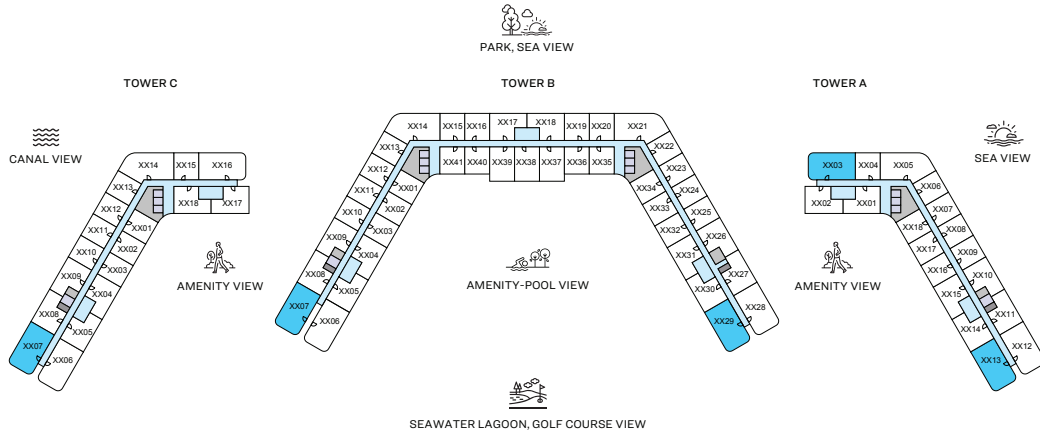 PARK, SEA VIEW
TOWER C
TOWER B
TOWER A
CANAL VIEW
SEA VIEW
XX14
XX15
XX16
XX13
XX12
XX11
XX10
XX09
XX08
XX07
XX06
XX05
XX04
XX03
XX02
XX01
XX18
XX17
AMENITY VIEW
XX14
XX15
XX16
XX17
XX18
XX19
XX20
XX21
XX13
XX12
XX11
XX10
XX09
XX08
XX07
XX06
XX05
XX04
XX03
XX02
XX01
XX41
XX40
XX39
XX38
XX37
XX36
XX35
XX34
XX33
XX32
XX31
XX30
XX29
XX22
XX23
XX24
XX25
XX26
XX27
XX28
AMENITY-POOL VIEW
XX03
XX04
XX05
XX02
XX01
XX06
XX07
XX08
XX09
XX10
XX11
XX12
XX18
XX17
XX16
XX15
XX14
XX13
AMENITY VIEW
SEAWATER LAGOON, GOLF COURSE VIEW